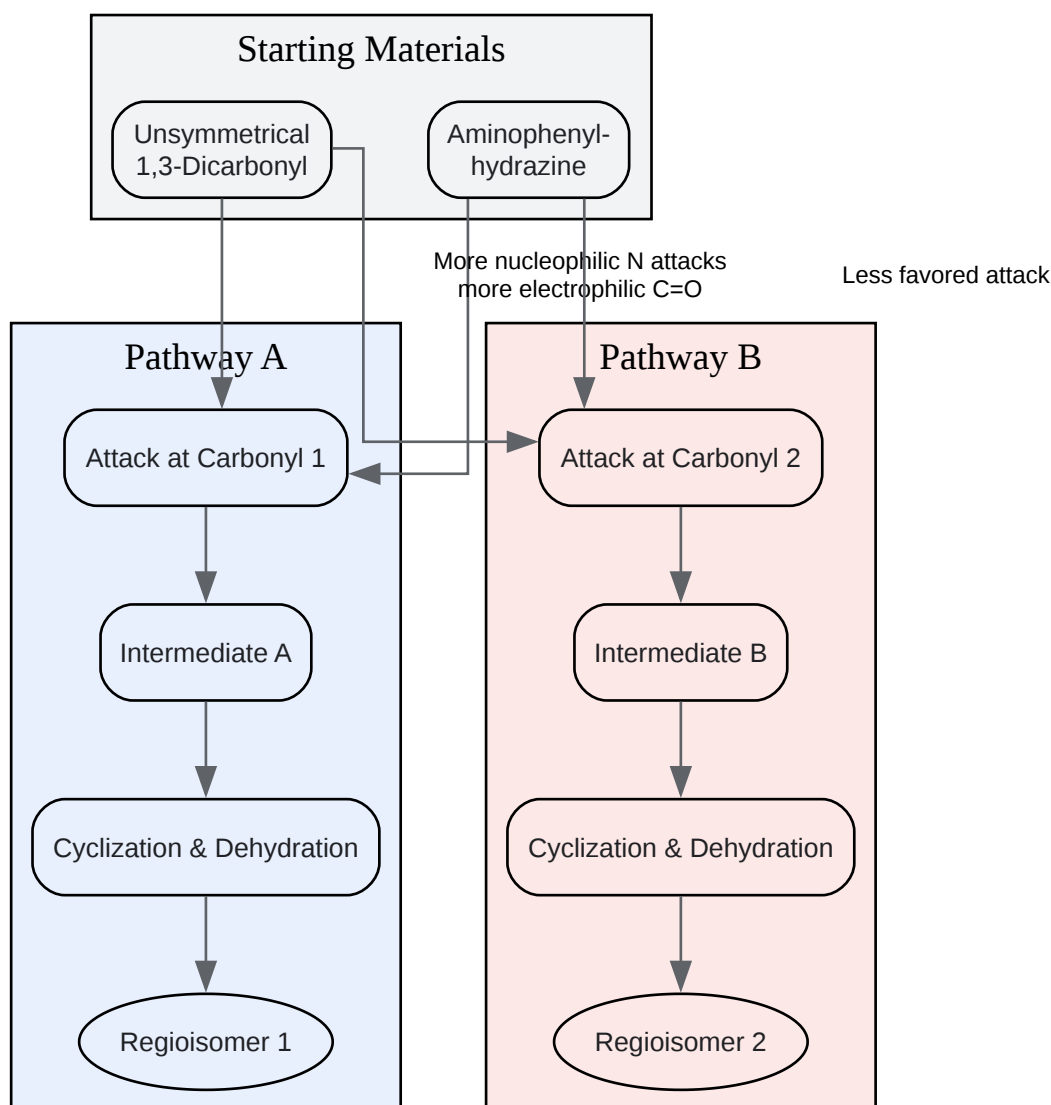 Starting Materials
Unsymmetrical
1,3-Dicarbonyl
Aminophenyl-
hydrazine
More nucleophilic N attacks
more electrophilic C=O
Less favored attack
Pathway A
Attack at Carbonyl 1
Intermediate A
Cyclization & Dehydration
Regioisomer 1
Pathway B
Attack at Carbonyl 2
Intermediate B
Cyclization & Dehydration
Regioisomer 2